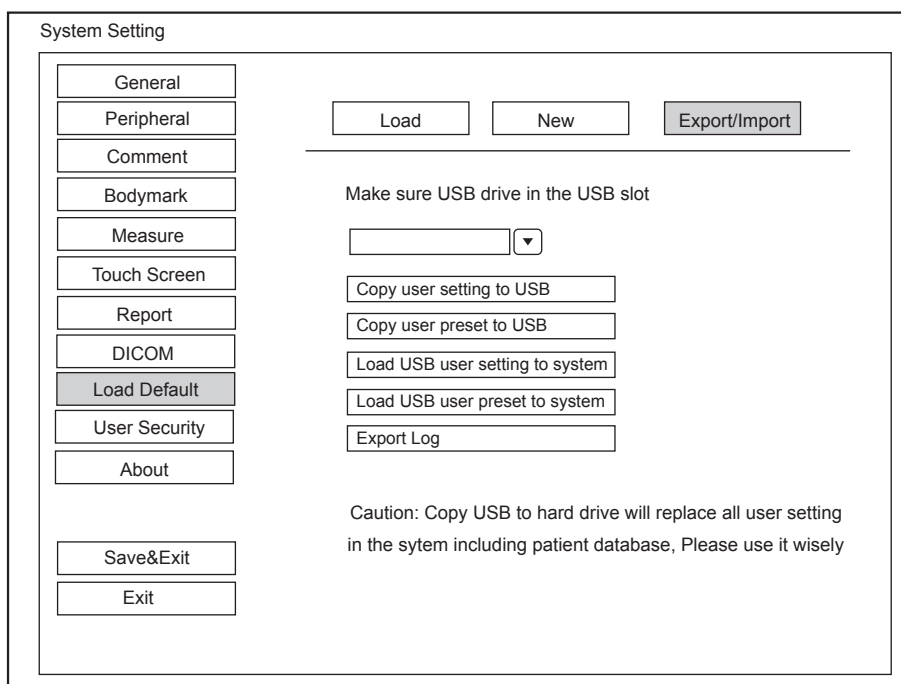 System Setting
General
Peripheral
Comment
Bodymark
Measure
Touch Screen
Report
DICOM
Load Default
User Security
About
Save&Exit
Exit
Load
New
Export/Import
Make sure USB drive in the USB slot
Copy user setting to USB
Copy user preset to USB
Load USB user setting to system
Load USB user preset to system
Export Log
Caution: Copy USB to hard drive will replace all user setting
in the sytem including patient database, Please use it wisely